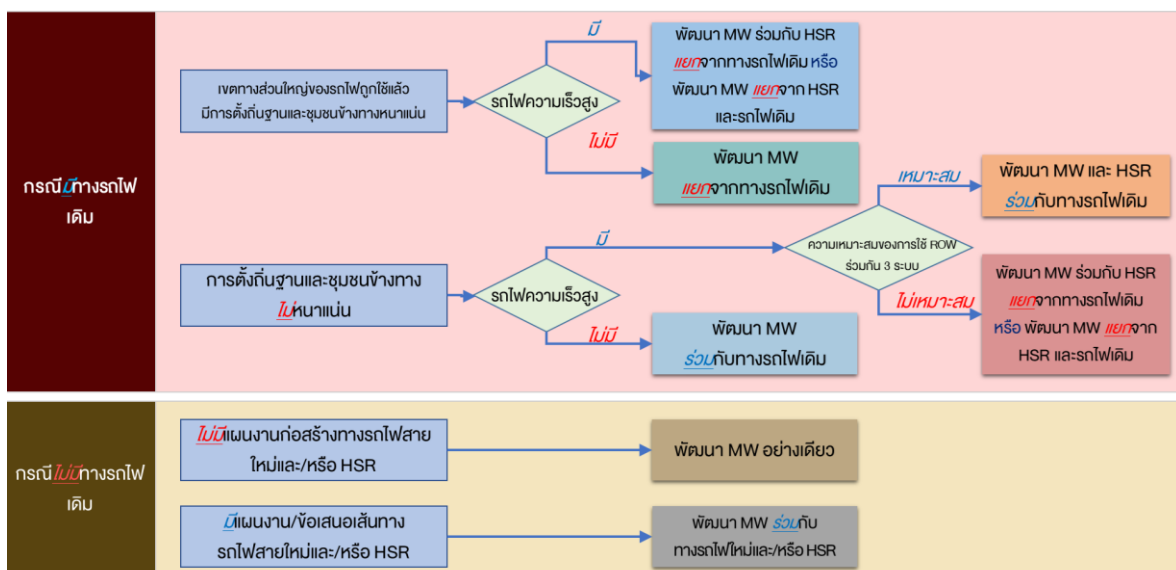 กรณีมีทางรถไฟ
เดิม
เขตทางส่วนใหญ่ของรถไฟถูกใช้แล้ว
มีการตั้งถิ่นฐานและชุมชนข้างทางหนาแน่น
รถไฟความเร็วสูง
มี
พัฒนา MW ร่วมกับ HSR
แยกจากทางรถไฟเดิม หรือ
พัฒนา MW แยกจาก HSR
และรถไฟเดิม
ไม่มี
พัฒนา MW
แยกจากทางรถไฟเดิม
การตั้งถิ่นฐานและชุมชนข้างทาง
ไม่หนาแน่น
รถไฟความเร็วสูง
มี
ความเหมาะสมของการใช้ ROW
ร่วมกัน 3 ระบบ
เหมาะสม
พัฒนา MW และ HSR
ร่วมกับทางรถไฟเดิม
ไม่เหมาะสม
พัฒนา MW ร่วมกับ HSR
แยกจากทางรถไฟเดิม
หรือ พัฒนา MW แยกจาก
HSR และรถไฟเดิม
ไม่มี
พัฒนา MW
ร่วมกับทางรถไฟเดิม
กรณีไม่มีทางรถไฟ
เดิม
ไม่มีแผนงานก่อสร้างทางรถไฟสาย
ใหม่และ/หรือ HSR
พัฒนา MW อย่างเดียว
มีแผนงาน/ข้อเสนอเส้นทาง
รถไฟสายใหม่และ/หรือ HSR
พัฒนา MW ร่วมกับ
ทางรถไฟใหม่และ/หรือ HSR